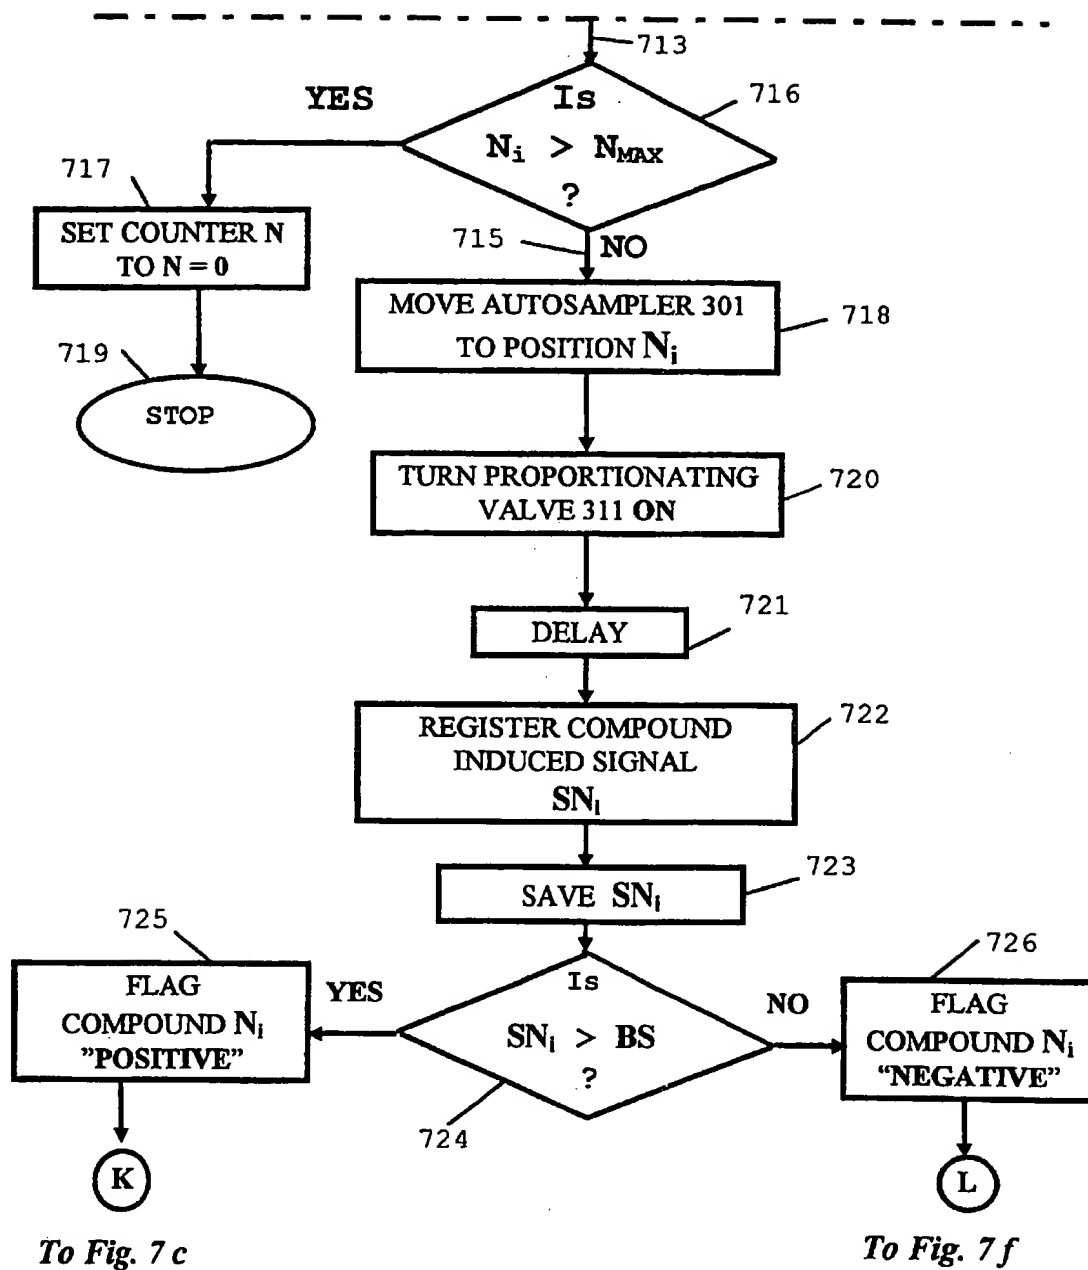 713
YES
Is
716
N_i > N_MAX
?
717
SET COUNTER N
TO N = 0
715
NO
MOVE AUTOSAMPLER 301
TO POSITION N_i
718
719
STOP
TURN PROPORTIONATING
VALVE 311 ON
720
721
DELAY
REGISTER COMPOUND
INDUCED SIGNAL
SN_i
722
723
SAVE SN_i
725
726
FLAG
COMPOUND N_i
"POSITIVE"
YES
Is
SN_i > BS
?
NO
FLAG
COMPOUND N_i
"NEGATIVE"
724
K
L
To Fig. 7 c
To Fig. 7 f